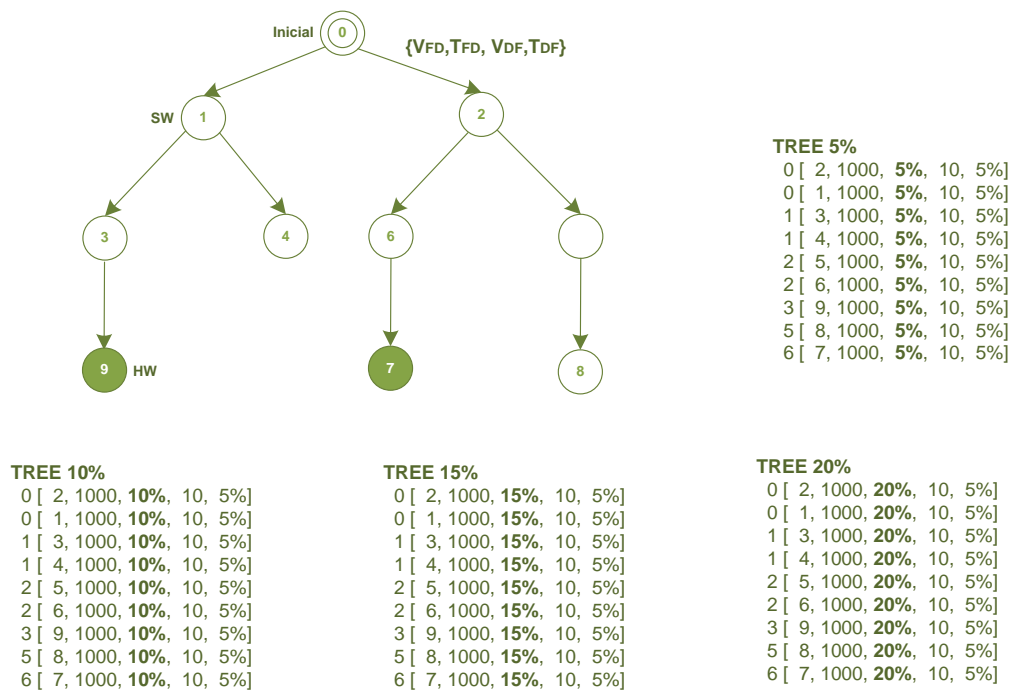 Inicial
0
{VFD,TFD, VDF,TDF}
SW
1
2
3
4
6
9
HW
7
8
TREE 5%
0 [ 2, 1000, 5%, 10, 5%]
0 [ 1, 1000, 5%, 10, 5%]
1 [ 3, 1000, 5%, 10, 5%]
1 [ 4, 1000, 5%, 10, 5%]
2 [ 5, 1000, 5%, 10, 5%]
2 [ 6, 1000, 5%, 10, 5%]
3 [ 9, 1000, 5%, 10, 5%]
5 [ 8, 1000, 5%, 10, 5%]
6 [ 7, 1000, 5%, 10, 5%]
TREE 10%
0 [ 2, 1000, 10%, 10, 5%]
0 [ 1, 1000, 10%, 10, 5%]
1 [ 3, 1000, 10%, 10, 5%]
1 [ 4, 1000, 10%, 10, 5%]
2 [ 5, 1000, 10%, 10, 5%]
2 [ 6, 1000, 10%, 10, 5%]
3 [ 9, 1000, 10%, 10, 5%]
5 [ 8, 1000, 10%, 10, 5%]
6 [ 7, 1000, 10%, 10, 5%]
TREE 15%
0 [ 2, 1000, 15%, 10, 5%]
0 [ 1, 1000, 15%, 10, 5%]
1 [ 3, 1000, 15%, 10, 5%]
1 [ 4, 1000, 15%, 10, 5%]
2 [ 5, 1000, 15%, 10, 5%]
2 [ 6, 1000, 15%, 10, 5%]
3 [ 9, 1000, 15%, 10, 5%]
5 [ 8, 1000, 15%, 10, 5%]
6 [ 7, 1000, 15%, 10, 5%]
TREE 20%
0 [ 2, 1000, 20%, 10, 5%]
0 [ 1, 1000, 20%, 10, 5%]
1 [ 3, 1000, 20%, 10, 5%]
1 [ 4, 1000, 20%, 10, 5%]
2 [ 5, 1000, 20%, 10, 5%]
2 [ 6, 1000, 20%, 10, 5%]
3 [ 9, 1000, 20%, 10, 5%]
5 [ 8, 1000, 20%, 10, 5%]
6 [ 7, 1000, 20%, 10, 5%]